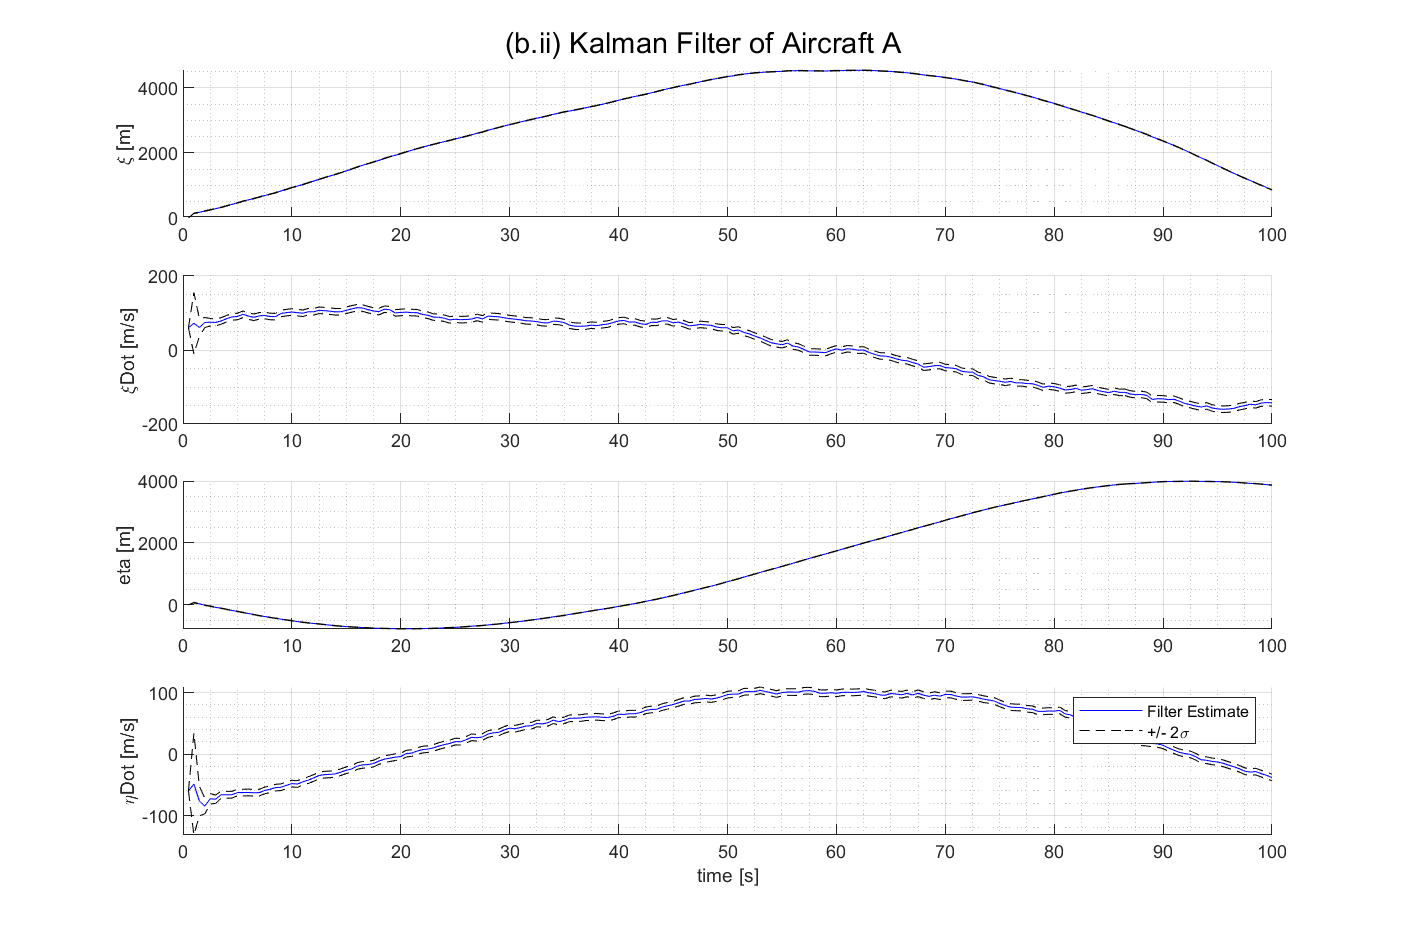 (b.ii) Kalman Filter of Aircraft A
ξ [m]
4000
2000
0
0 10 20 30 40 50 60 70 80 90 100
ξDot [m/s]
200
0
-200
0 10 20 30 40 50 60 70 80 90 100
eta [m]
4000
2000
0
0 10 20 30 40 50 60 70 80 90 100
ηDot [m/s]
100
0
-100
Filter Estimate
+/- 2σ
0 10 20 30 40 50 60 70 80 90 100
time [s]